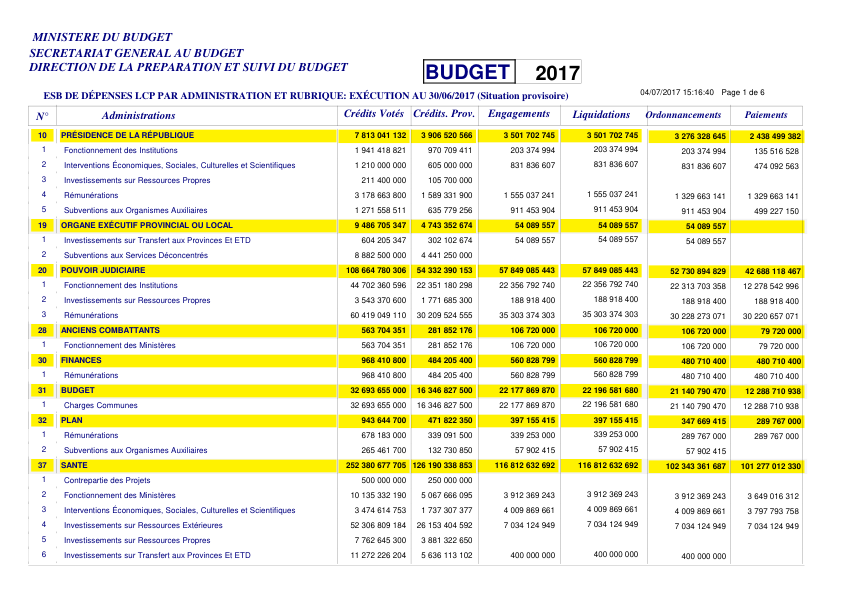 MINISTERE DU BUDGET
SECRETARIAT GENERAL AU BUDGET
DIRECTION DE LA PREPARATION ET SUIVI DU BUDGET
BUDGET 2017
ESB DE DÉPENSES LCP PAR ADMINISTRATION ET RUBRIQUE: EXÉCUTION AU 30/06/2017 (Situation provisoire)
04/07/2017 15:16:40 Page 1 de 6
N° Administrations Crédits Votés Crédits. Prov. Engagements Liquidations Ordonnancements Paiements
10 PRÉSIDENCE DE LA RÉPUBLIQUE 7 813 041 132 3 906 520 566 3 501 702 745 3 501 702 745 3 276 328 645 2 438 499 382
1 Fonctionnement des Institutions 1 941 418 821 970 709 411 203 374 994 203 374 994 203 374 994 135 516 528
2 Interventions Économiques, Sociales, Culturelles et Scientifiques 1 210 000 000 605 000 000 831 836 607 831 836 607 831 836 607 474 092 563
3 Investissements sur Ressources Propres 211 400 000 105 700 000
4 Rémunérations 3 178 663 800 1 589 331 900 1 555 037 241 1 555 037 241 1 329 663 141 1 329 663 141
5 Subventions aux Organismes Auxiliaires 1 271 558 511 635 779 256 911 453 904 911 453 904 911 453 904 499 227 150
19 ORGANE EXÉCUTIF PROVINCIAL OU LOCAL 9 486 705 347 4 743 352 674 54 089 557 54 089 557 54 089 557
1 Investissements sur Transfert aux Provinces Et ETD 604 205 347 302 102 674 54 089 557 54 089 557 54 089 557
2 Subventions aux Services Déconcentrés 8 882 500 000 4 441 250 000
20 POUVOIR JUDICIAIRE 108 664 780 306 54 332 390 153 57 849 085 443 57 849 085 443 52 730 894 829 42 688 118 467
1 Fonctionnement des Institutions 44 702 360 596 22 351 180 298 22 356 792 740 22 356 792 740 22 313 703 358 12 278 542 996
2 Investissements sur Ressources Propres 3 543 370 600 1 771 685 300 188 918 400 188 918 400 188 918 400 188 918 400
3 Rémunérations 60 419 049 110 30 209 524 555 35 303 374 303 35 303 374 303 30 228 273 071 30 220 657 071
28 ANCIENS COMBATTANTS 563 704 351 281 852 176 106 720 000 106 720 000 106 720 000 79 720 000
1 Fonctionnement des Ministères 563 704 351 281 852 176 106 720 000 106 720 000 106 720 000 79 720 000
30 FINANCES 968 410 800 484 205 400 560 828 799 560 828 799 480 710 400 480 710 400
1 Rémunérations 968 410 800 484 205 400 560 828 799 560 828 799 480 710 400 480 710 400
31 BUDGET 32 693 655 000 16 346 827 500 22 177 869 870 22 196 581 680 21 140 790 470 12 288 710 938
1 Charges Communes 32 693 655 000 16 346 827 500 22 177 869 870 22 196 581 680 21 140 790 470 12 288 710 938
32 PLAN 943 644 700 471 822 350 397 155 415 397 155 415 347 669 415 289 767 000
1 Rémunérations 678 183 000 339 091 500 339 253 000 339 253 000 289 767 000 289 767 000
2 Subventions aux Organismes Auxiliaires 265 461 700 132 730 850 57 902 415 57 902 415 57 902 415
37 SANTE 252 380 677 705 126 190 338 853 116 812 632 692 116 812 632 692 102 343 361 687 101 277 012 330
1 Contrepartie des Projets 500 000 000 250 000 000
2 Fonctionnement des Ministères 10 135 332 190 5 067 666 095 3 912 369 243 3 912 369 243 3 912 369 243 3 649 016 312
3 Interventions Économiques, Sociales, Culturelles et Scientifiques 3 474 614 753 1 737 307 377 4 009 869 661 4 009 869 661 4 009 869 661 3 797 793 758
4 Investissements sur Ressources Extérieures 52 306 809 184 26 153 404 592 7 034 124 949 7 034 124 949 7 034 124 949 7 034 124 949
5 Investissements sur Ressources Propres 7 762 645 300 3 881 322 650
6 Investissements sur Transfert aux Provinces Et ETD 11 272 226 204 5 636 113 102 400 000 000 400 000 000 400 000 000